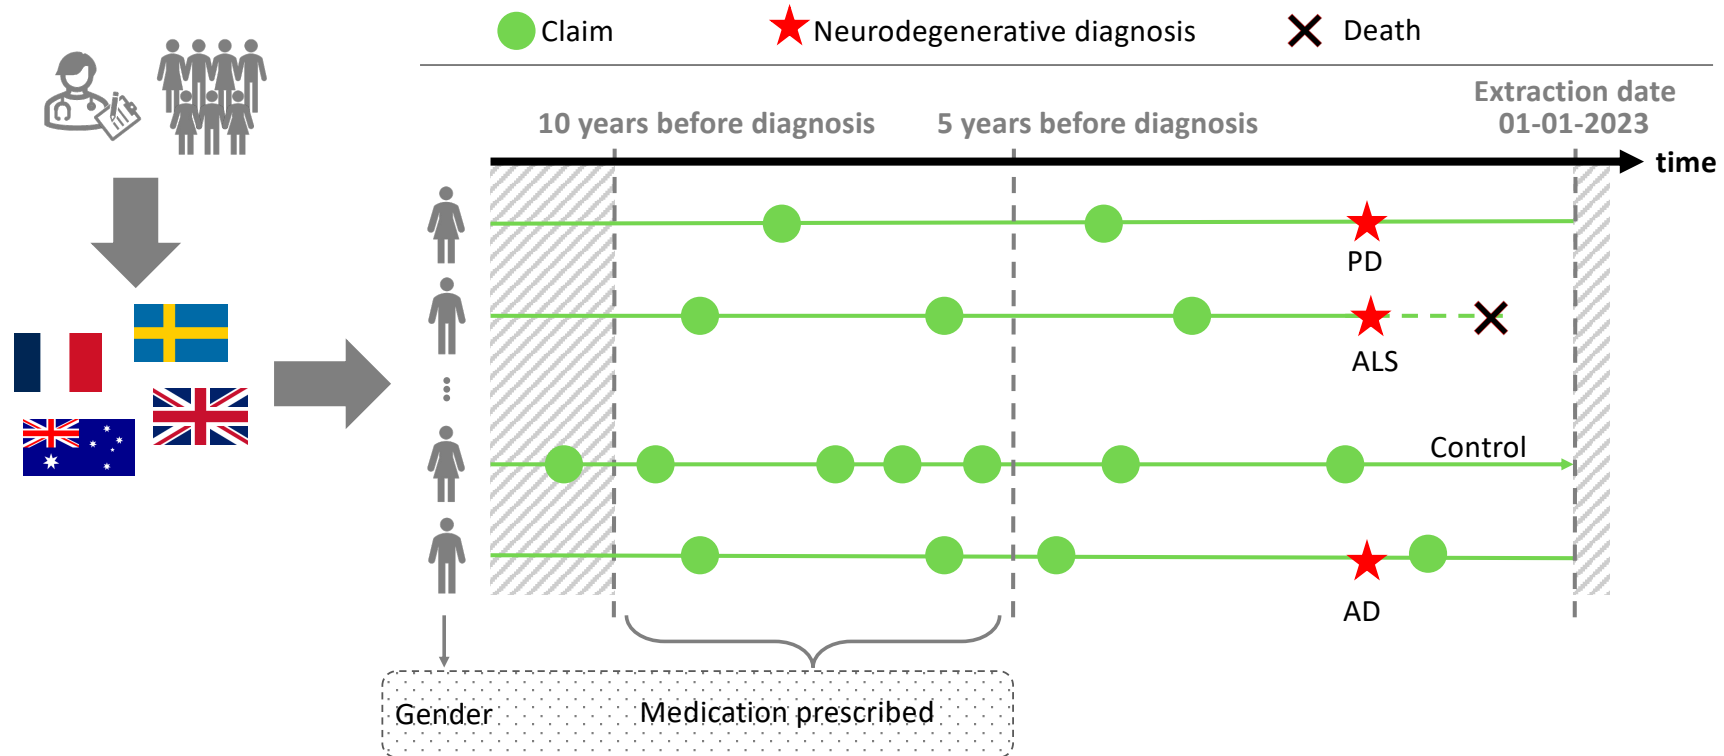 Claim
Neurodegenerative diagnosis
Death
Extraction date
01-01-2023
10 years before diagnosis
5 years before diagnosis
time
PD
ALS
Control
AD
Gender
Medication prescribed